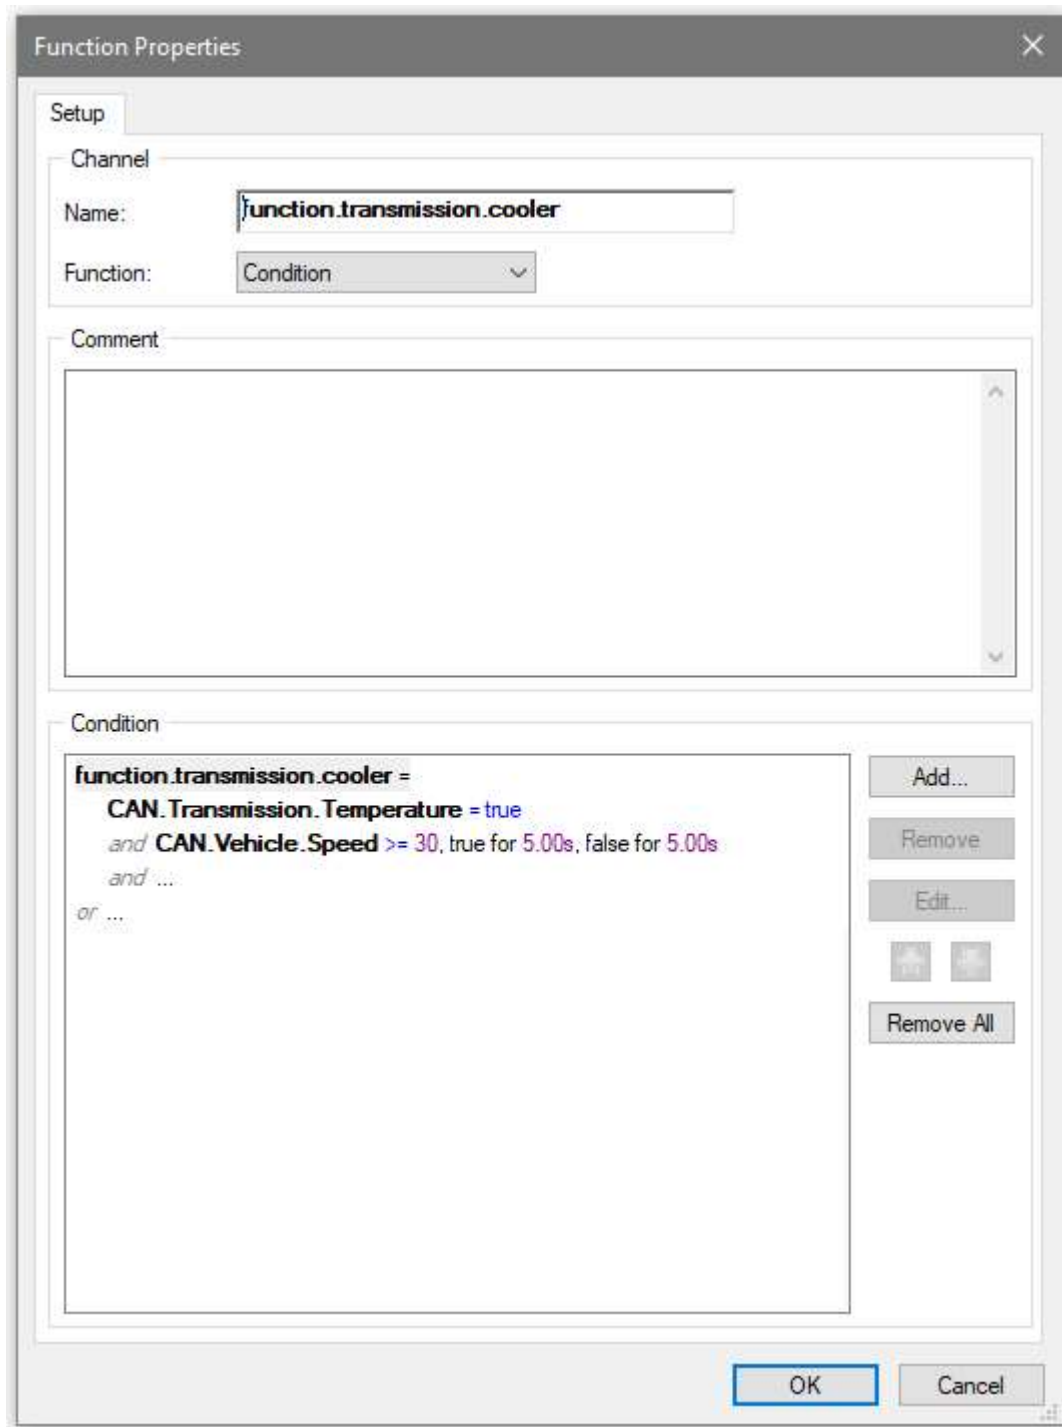 Function Properties
Setup
Channel
Name: function.transmission.cooler
Function: Condition
Comment
Condition
function.transmission.cooler =
CAN.Transmission.Temperature = true
and CAN.Vehicle.Speed >= 30, true for 5.00s, false for 5.00s
and ...
or ...
Add...
Remove
Edit...
Remove All
OK
Cancel